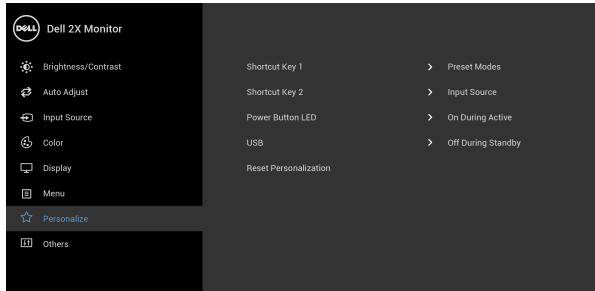 DELL Dell 2X Monitor
Brightness/Contrast
Auto Adjust
Input Source
Color
Display
Menu
Personalize
Others
Shortcut Key 1 > Preset Modes
Shortcut Key 2 > Input Source
Power Button LED > On During Active
USB > Off During Standby
Reset Personalization